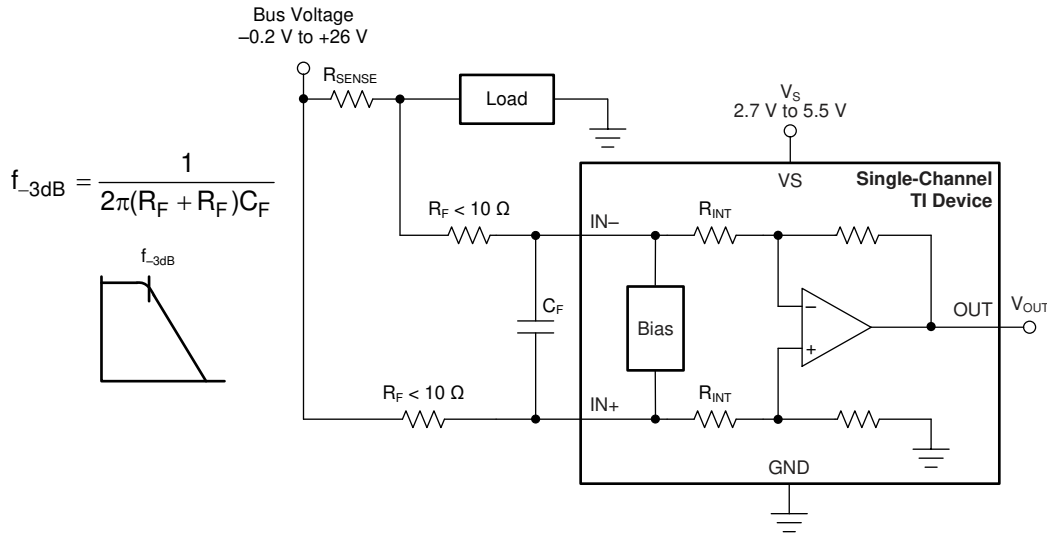 Bus Voltage
–0.2 V to +26 V
R_SENSE
Load
V_S
2.7 V to 5.5 V
f_–3dB = 1 / 2π(R_F + R_F)C_F
VS
Single-Channel
TI Device
R_F < 10 Ω
IN–
R_INT
f_–3dB
C_F
Bias
–
+
OUT
V_OUT
R_F < 10 Ω
IN+
R_INT
GND